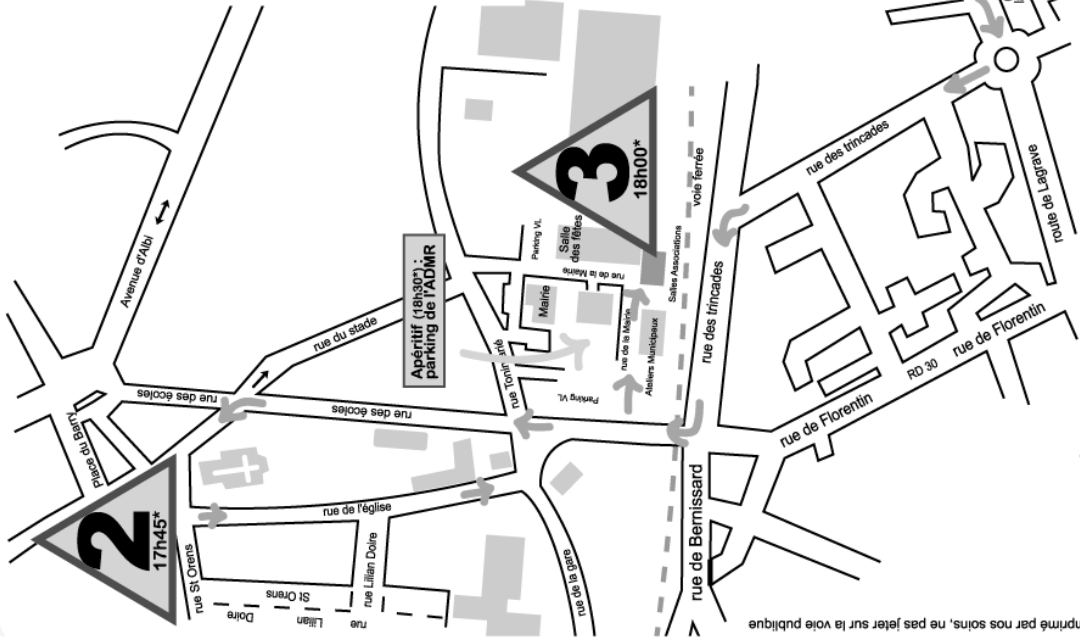 Avenue d'Albi
Place du Barry
rue des écoles
rue du stade
rue des écoles
Apéritif (18h30*) :
parking de l'ADMR
2
17h45*
rue St Orens
rue de l'église
rue Lilian Doire
St Orens
rue Lilian Doire
rue de la gare
3
18h00*
Parking VL
Salle
des fêtes
rue de la Mairie
Mairie
rue de la Mairie
Ateliers Municipaux
Salles Associations
Parking VL
voie ferrée
rue des trincades
rue des trincades
route de Lagrave
rue de Florentin
RD 30
rue de Florentin
rue de Bernissard
primé par nos soins, ne pas jeter sur la voie publique